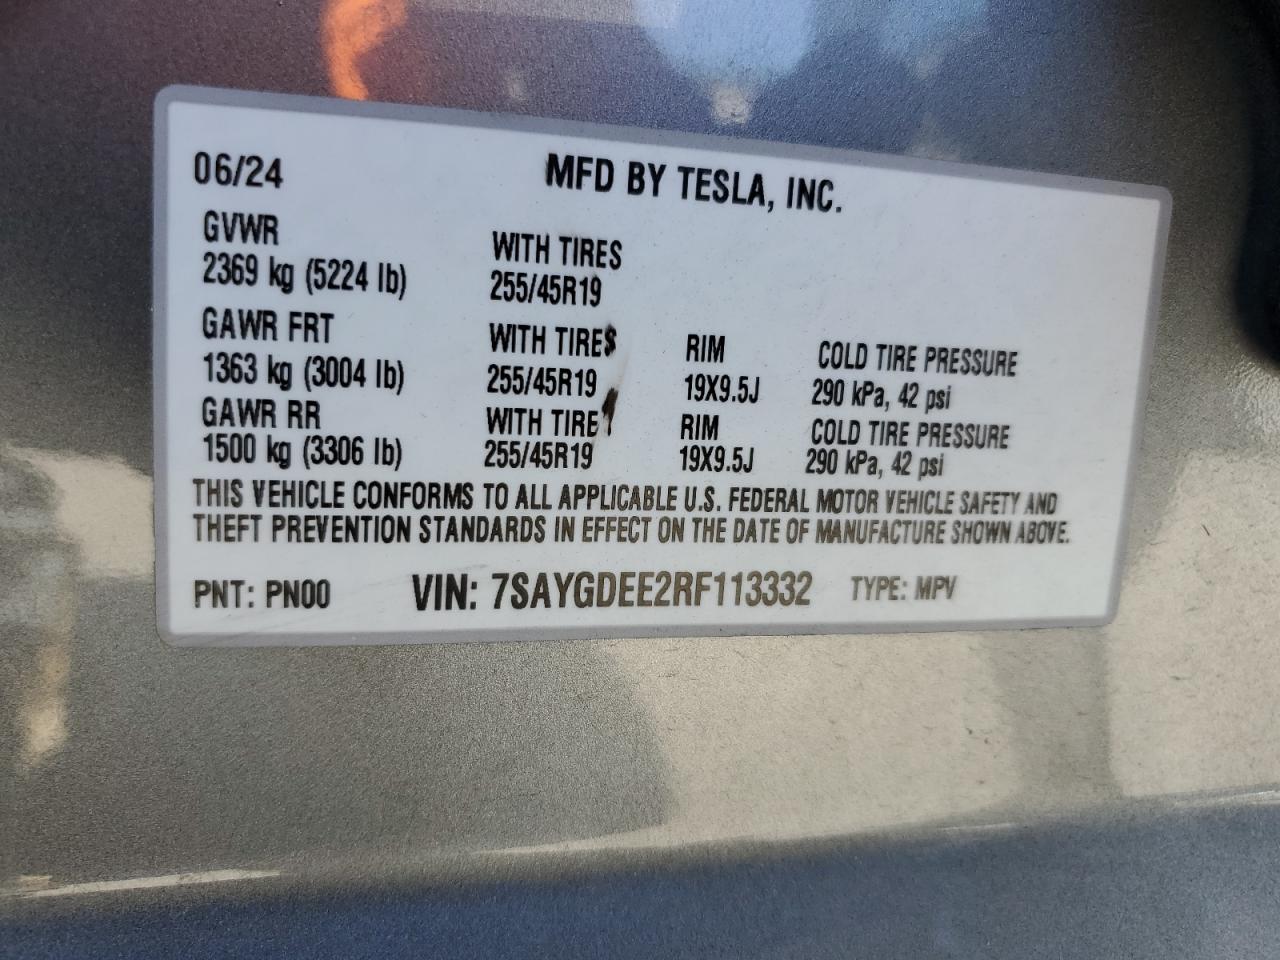 06/24 MFD BY TESLA, INC.
GVWR WITH TIRES
2369 kg (5224 lb) 255/45R19
GAWR FRT WITH TIRES RIM COLD TIRE PRESSURE
1363 kg (3004 lb) 255/45R19 19X9.5J 290 kPa, 42 psi
GAWR RR WITH TIRE RIM COLD TIRE PRESSURE
1500 kg (3306 lb) 255/45R19 19X9.5J 290 kPa, 42 psi
THIS VEHICLE CONFORMS TO ALL APPLICABLE U.S. FEDERAL MOTOR VEHICLE SAFETY AND
THEFT PREVENTION STANDARDS IN EFFECT ON THE DATE OF MANUFACTURE SHOWN ABOVE.
PNT: PN00 VIN: 7SAYGDEE2RF113332 TYPE: MPV